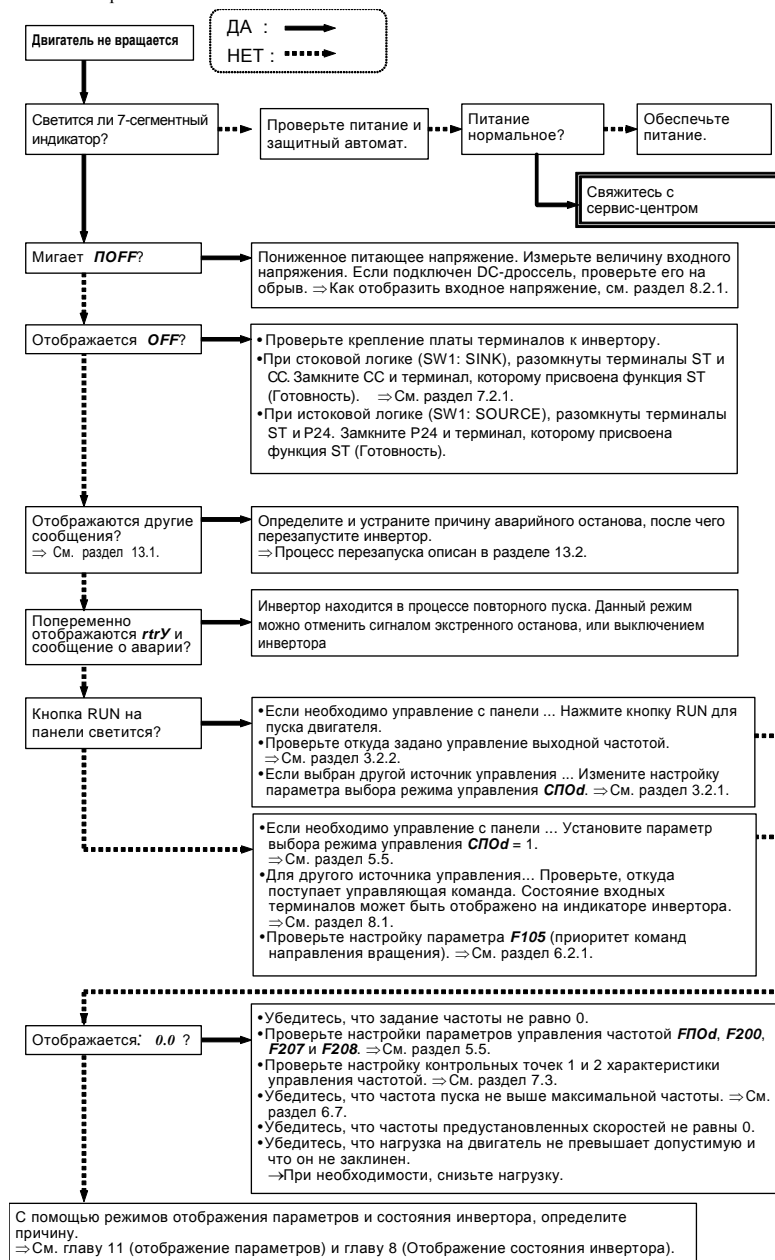 ДА :
НЕТ :
Двигатель не вращается
Светится ли 7-сегментный
индикатор?
Проверьте питание и
защитный автомат.
Питание
нормальное?
Обеспечьте
питание.
Свяжитесь с
сервис-центром
Мигает ПOFF?
Пониженное питающее напряжение. Измерьте величину входного
напряжения. Если подключен DC-дроссель, проверьте его на
обрыв. ⇒Как отобразить входное напряжение, см. раздел 8.2.1.
Отображается OFF?
• Проверьте крепление платы терминалов к инвертору.
•При стоковой логике (SW1: SINK), разомкнуты терминалы ST и
CC. Замкните CC и терминал, которому присвоена функция ST
(Готовность). ⇒См. раздел 7.2.1.
•При истоковой логике (SW1: SOURCE), разомкнуты терминалы
ST и P24. Замкните P24 и терминал, которому присвоена
функция ST (Готовность).
Отображаются другие
сообщения?
⇒ См. раздел 13.1.
Определите и устраните причину аварийного останова, после чего
перезапустите инвертор.
⇒Процесс перезапуска описан в разделе 13.2.
Попеременно
отображаются rtrУ и
сообщение о аварии?
Инвертор находится в процессе повторного пуска. Данный режим
можно отменить сигналом экстренного останова, или выключением
инвертора
Кнопка RUN на
панели светится?
•Если необходимо управление с панели ... Нажмите кнопку RUN для
пуска двигателя.
•Проверьте откуда задано управление выходной частотой.
⇒См. раздел 3.2.2.
•Если выбран другой источник управления ... Измените настройку
параметра выбора режима управления СПOd. ⇒См. раздел 3.2.1.
•Если необходимо управление с панели ... Установите параметр
выбора режима управления СПOd = 1.
⇒См. раздел 5.5.
•Для другого источника управления... Проверьте, откуда
поступает управляющая команда. Состояние входных
терминалов может быть отображено на индикаторе инвертора.
⇒См. раздел 8.1.
•Проверьте настройку параметра F105 (приоритет команд
направления вращения). ⇒См. раздел 6.2.1.
Отображается: 0.0 ?
•Убедитесь, что задание частоты не равно 0.
•Проверьте настройки параметров управления частотой FПOd, F200,
F207 и F208. ⇒См. раздел 5.5.
•Проверьте настройку контрольных точек 1 и 2 характеристики
управления частотой. ⇒См. раздел 7.3.
•Убедитесь, что частота пуска не выше максимальной частоты. ⇒См.
раздел 6.7.
•Убедитесь, что частоты предустановленных скоростей не равны 0.
•Убедитесь, что нагрузка на двигатель не превышает допустимую и
что он не заклинен.
→При необходимости, снизьте нагрузку.
С помощью режимов отображения параметров и состояния инвертора, определите
причину.
⇒См. главу 11 (отображение параметров) и главу 8 (Отображение состояния инвертора).